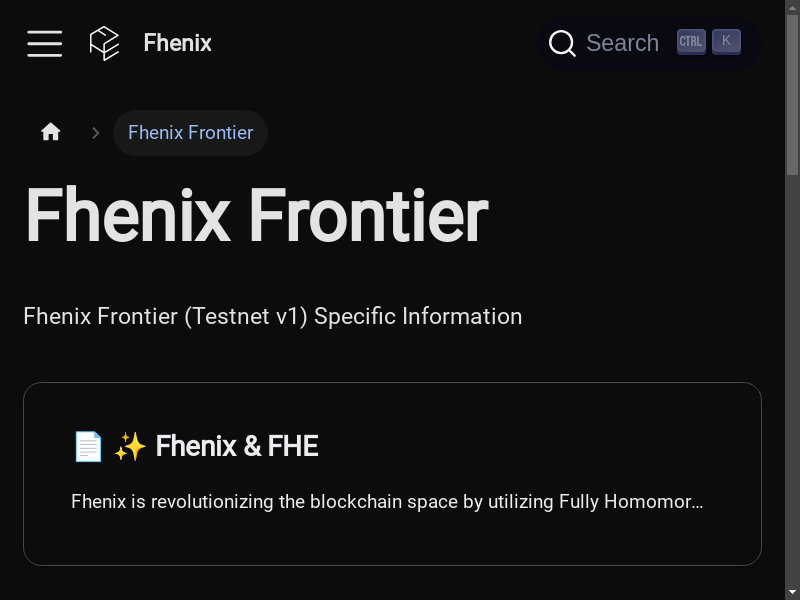 Fhenix
Search CTRL K
Fhenix Frontier
Fhenix Frontier
Fhenix Frontier (Testnet v1) Specific Information
📄 ✨ Fhenix & FHE
Fhenix is revolutionizing the blockchain space by utilizing Fully Homomor…